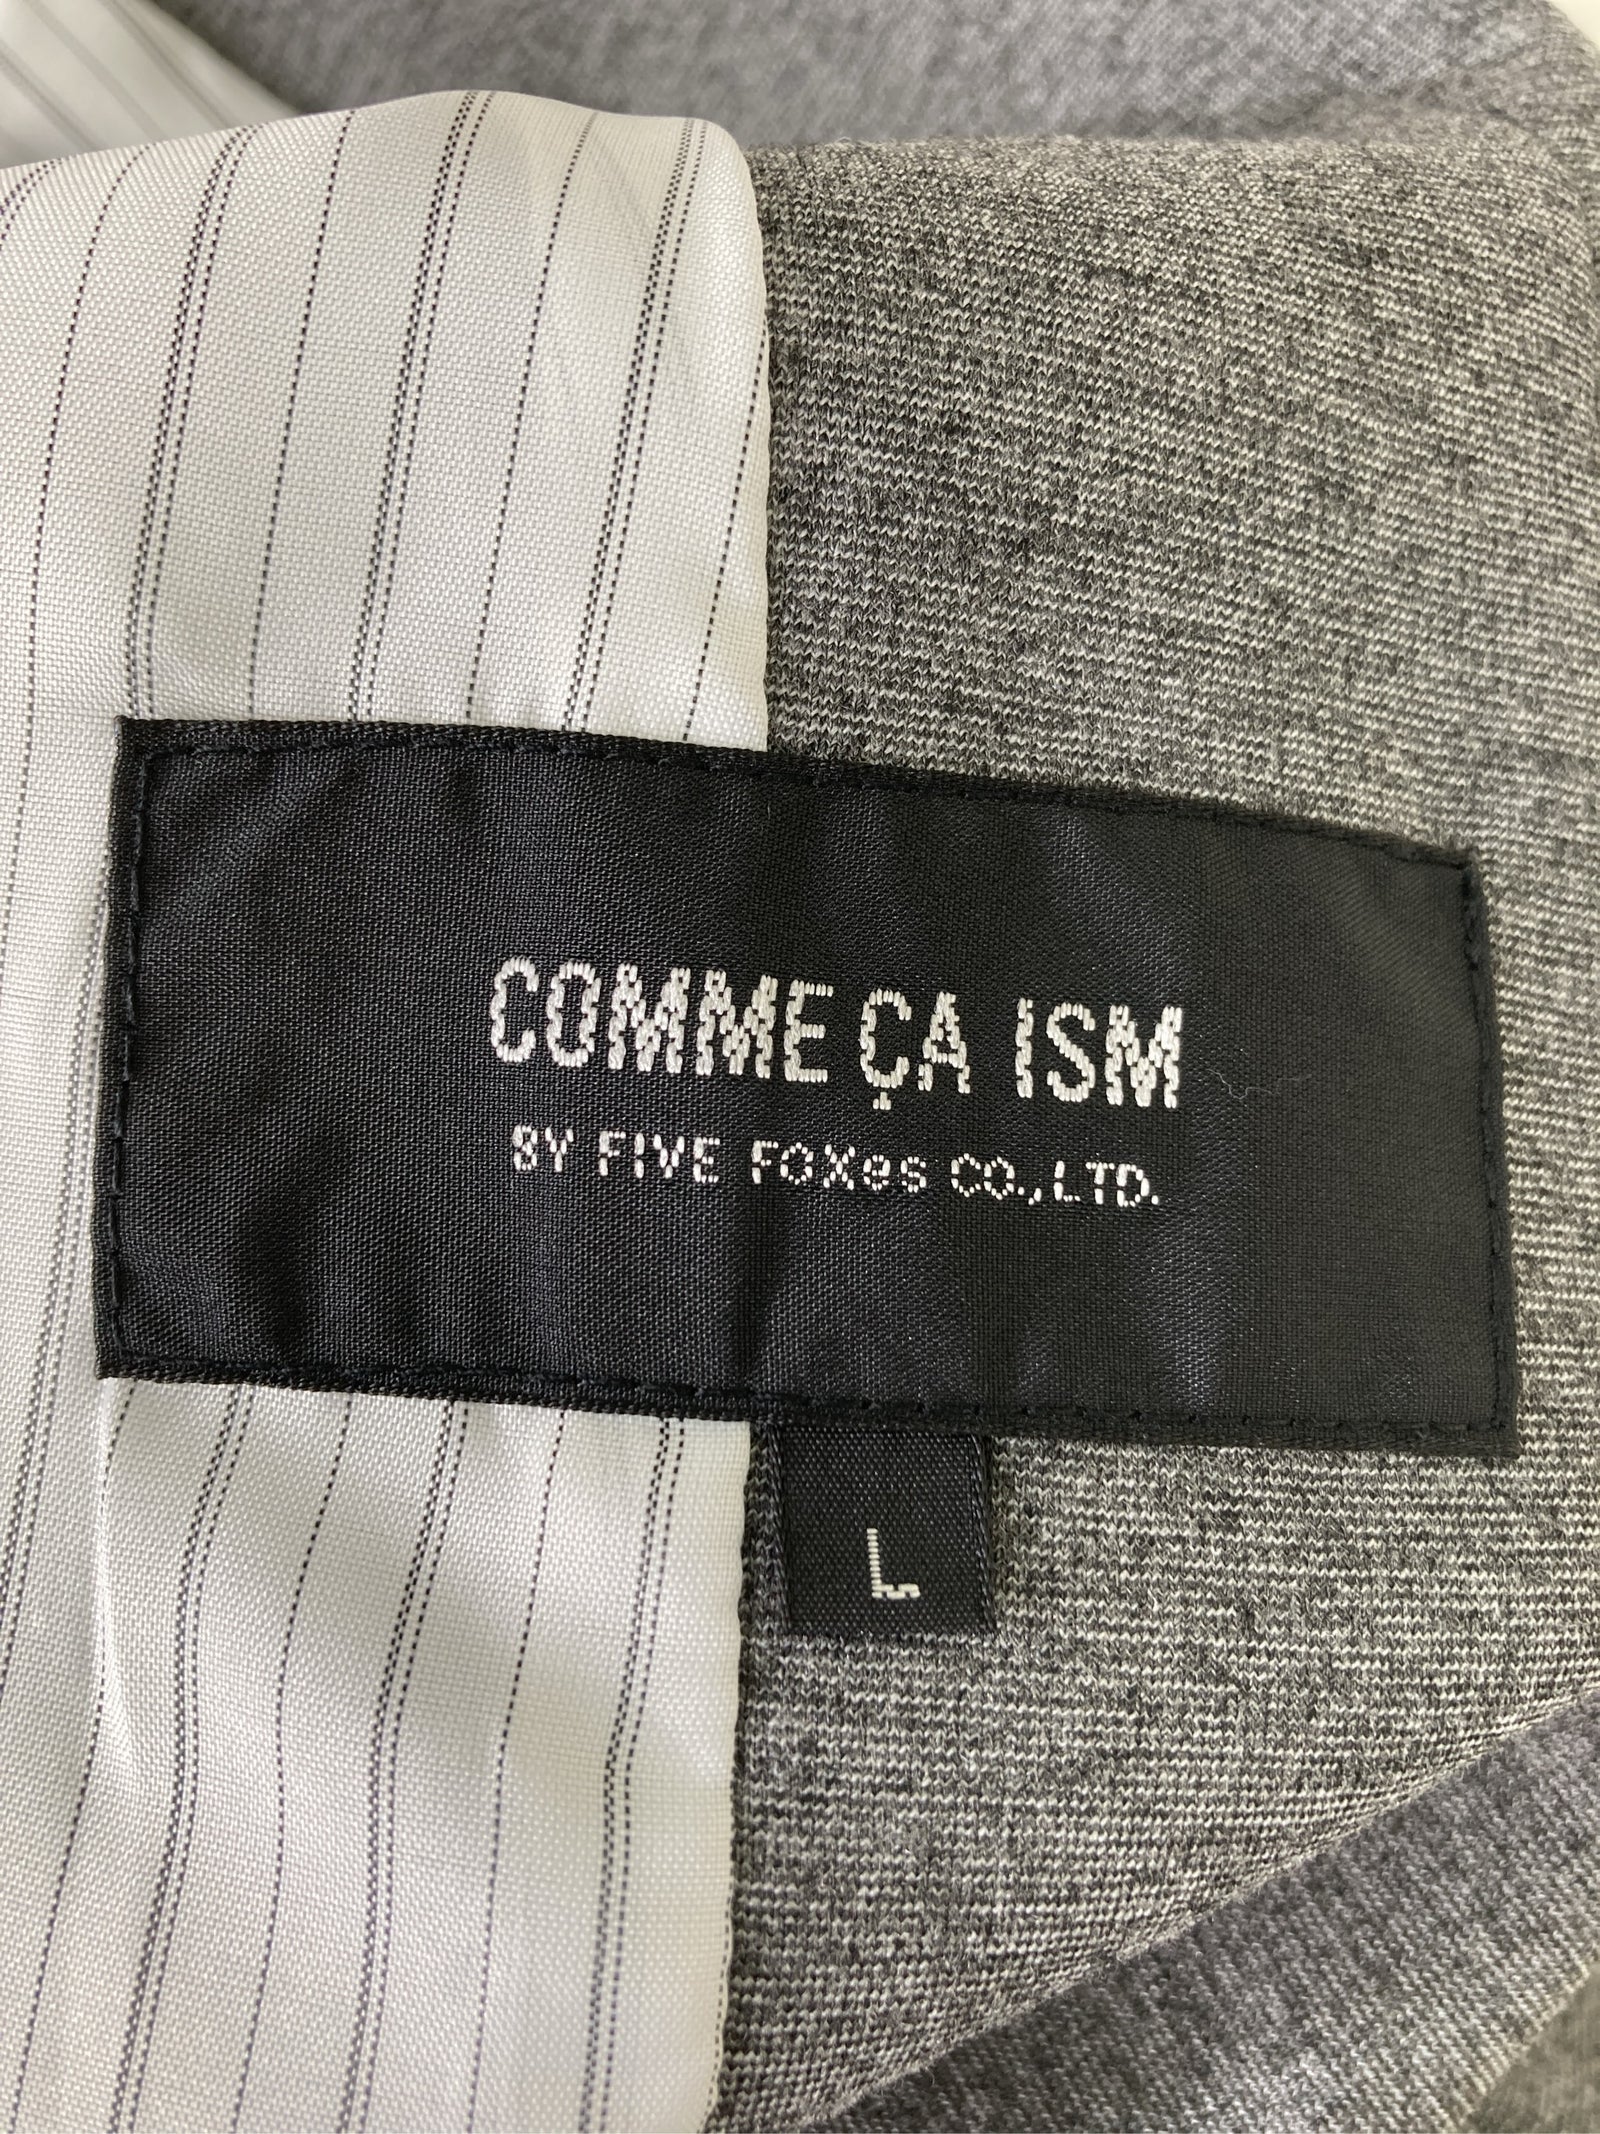 COMME ÇA ISM
BY FIVE FOXes CO.,LTD.
L